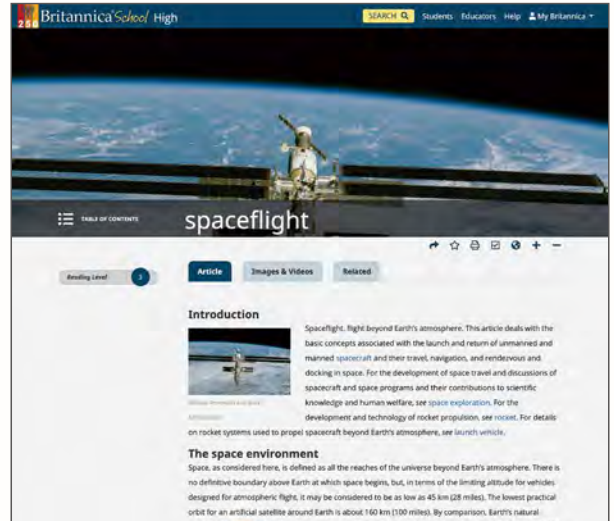 250 Britannica School High
SEARCH Students Educators Help My Britannica
TABLE OF CONTENTS
spaceflight
Reading Level 3
Article Images & Videos Related
Introduction
Spaceflight, flight beyond Earth's atmosphere. This article deals with the
basic concepts associated with the launch and return of unmanned and
manned spacecraft and their travel, navigation, and rendezvous and
docking in space. For the development of space travel and discussions of
spacecraft and space programs and their contributions to scientific
knowledge and human welfare, see space exploration. For the
development and technology of rocket propulsion, see rocket. For details
on rocket systems used to propel spacecraft beyond Earth's atmosphere, see launch vehicle.
The space environment
Space, as considered here, is defined as all the reaches of the universe beyond Earth's atmosphere. There is
no definitive boundary above Earth at which space begins, but, in terms of the limiting altitude for vehicles
designed for atmospheric flight, it may be considered to be as low as 45 km (28 miles). The lowest practical
orbit for an artificial satellite around Earth is about 160 km (100 miles). By comparison, Earth's natural